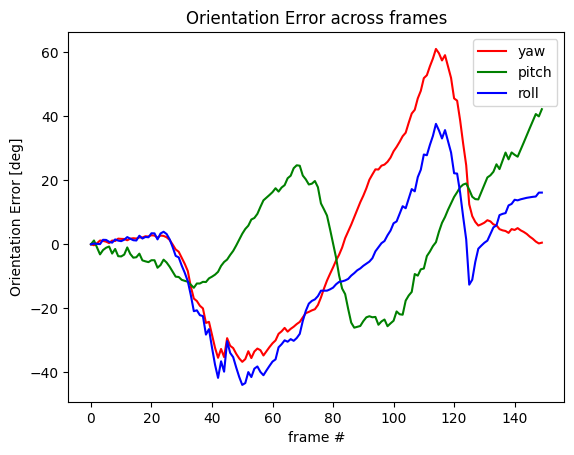 Orientation Error across frames
yaw
pitch
roll
Orientation Error [deg]
60
40
20
0
−20
−40
0 20 40 60 80 100 120 140
frame #